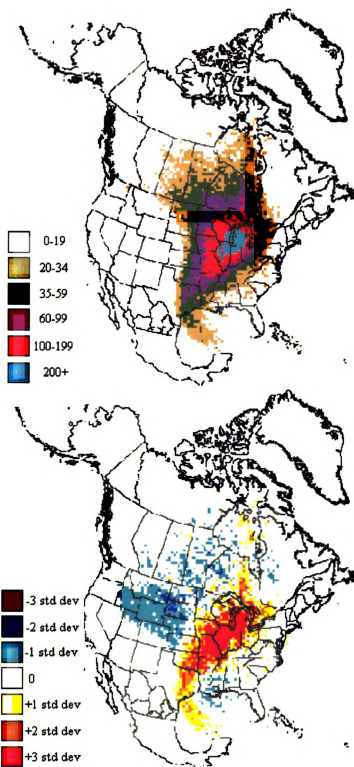 0-19
20-34
35-59
60-99
100-199
200+
-3 std dev
-2 std dev
-1 std dev
0
+1 std dev
+2 std dev
+3 std dev